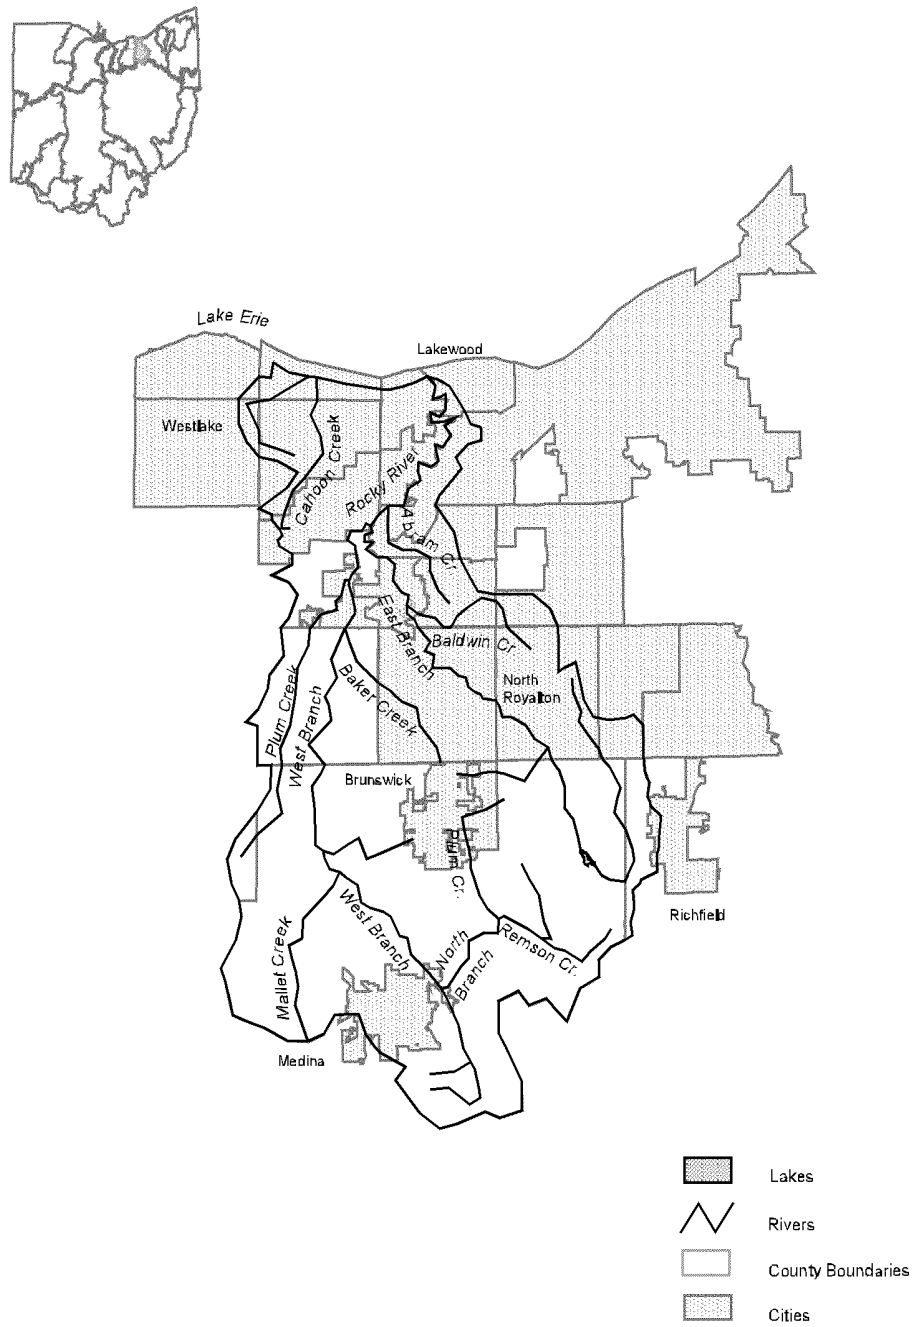 Lake Erie
Lakewood
Westlake
Cahoon Creek
Rocky River
Abram Cr
East Branch
Baldwin Cr
North
Royalton
Plum Creek
West Branch
Baker Creek
Brunswick
Plum Cr.
Richfield
West Branch
North
Branch
Remson Cr.
Mallet Creek
Medina
Lakes
Rivers
County Boundaries
Cities